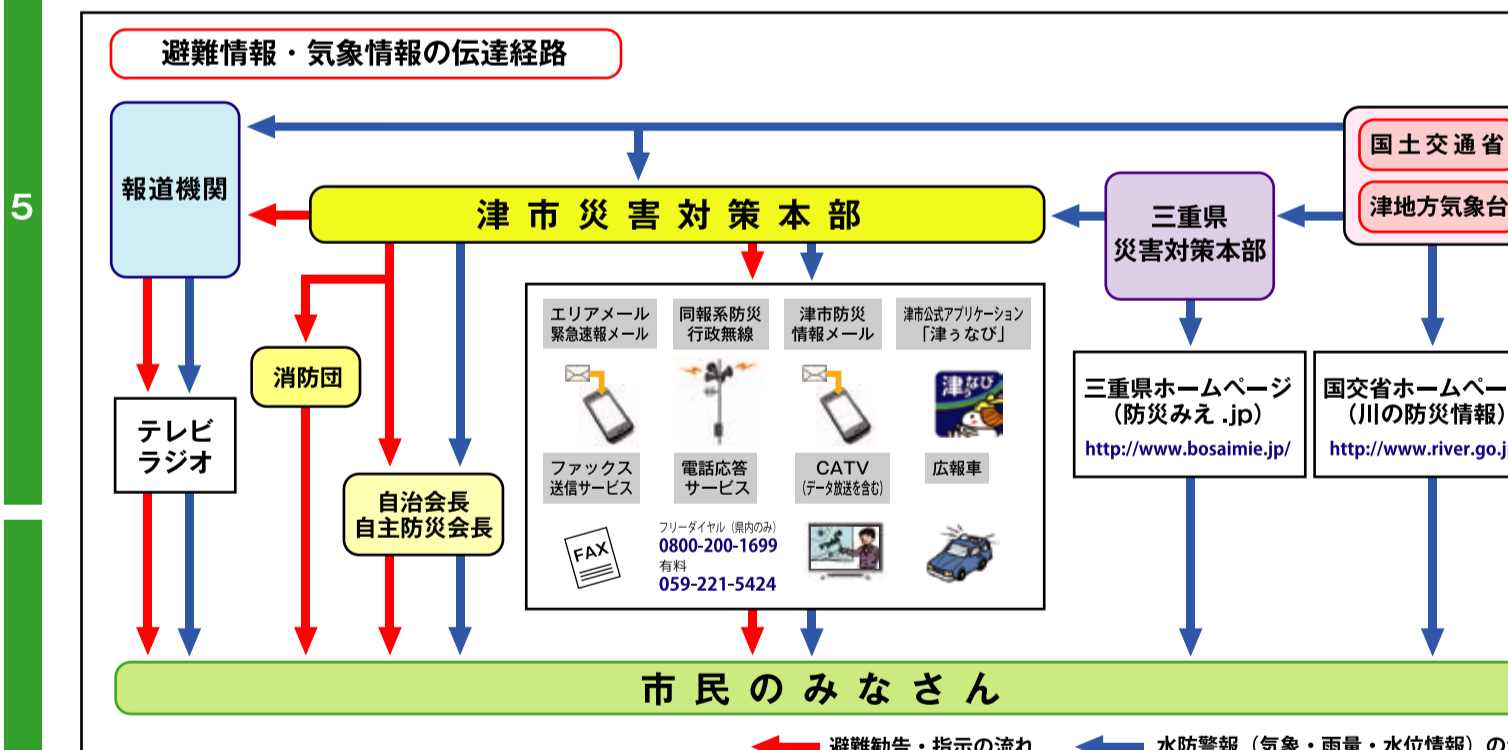 避難情報・気象情報の伝達経路
5
報道機関
国土交通省
津地方気象台
津市災害対策本部
三重県
災害対策本部
エリアメール
緊急速報メール
同報系防災
行政無線
津市防災
情報メール
津市公式アプリケーション
「津ぅなび」
津ぅなび
消防団
テレビ
ラジオ
三重県ホームページ
（防災みえ.jp）
http://www.bosaimie.jp/
国交省ホームペー
（川の防災情報）
http://www.river.go.j
ファックス
送信サービス
電話応答
サービス
CATV
（データ放送を含む）
広報車
自治会長
自主防災会長
FAX
フリーダイヤル（県内のみ）
0800-200-1699
有料
059-221-5424
市民のみなさん
避難勧告・指示の流れ
水防警報（気象・雨量・水位情報）の